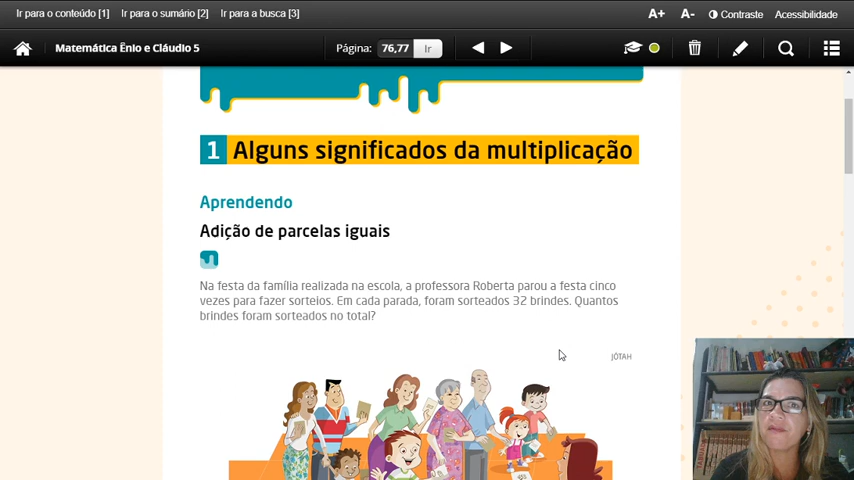 Ir para o conteúdo [1] Ir para o sumário [2] Ir para a busca [3] A+ A- Contraste Acessibilidade
Matemática Ênio e Cláudio 5 Página: 76,77 Ir
1 Alguns significados da multiplicação
Aprendendo
Adição de parcelas iguais
Na festa da família realizada na escola, a professora Roberta parou a festa cinco
vezes para fazer sorteios. Em cada parada, foram sorteados 32 brindes. Quantos
brindes foram sorteados no total?
JÓTAH